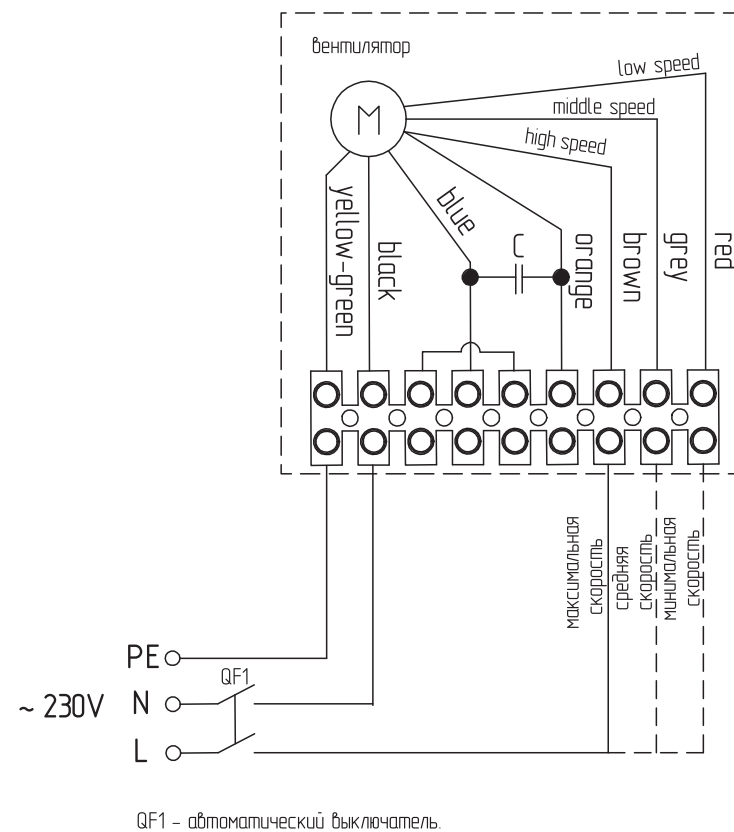 вентилятор
low speed
middle speed
high speed
M
yellow-green
black
blue
C
orange
brown
grey
red
максимальная
скорость
средняя
скорость
минимальная
скорость
PE
QF1
~ 230V
N
L
QF1 – автоматический выключатель.